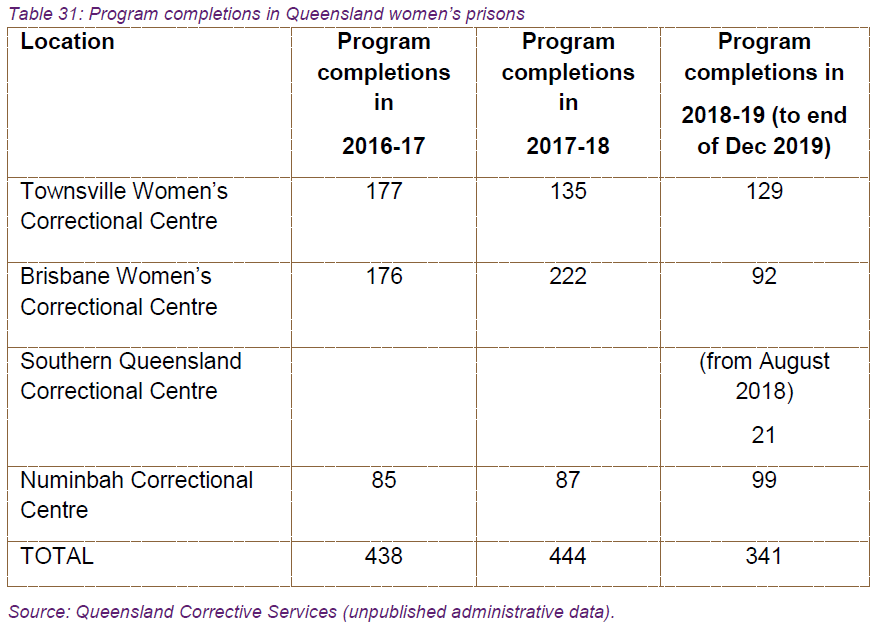 Table 31: Program completions in Queensland women's prisons
Location
Program
completions
in
2016-17
Program
completions
in
2017-18
Program
completions in
2018-19 (to end
of Dec 2019)
Townsville Women's
Correctional Centre
177
135
129
Brisbane Women's
Correctional Centre
176
222
92
Southern Queensland
Correctional Centre
(from August
2018)
21
Numinbah Correctional
Centre
85
87
99
TOTAL
438
444
341
Source: Queensland Corrective Services (unpublished administrative data).